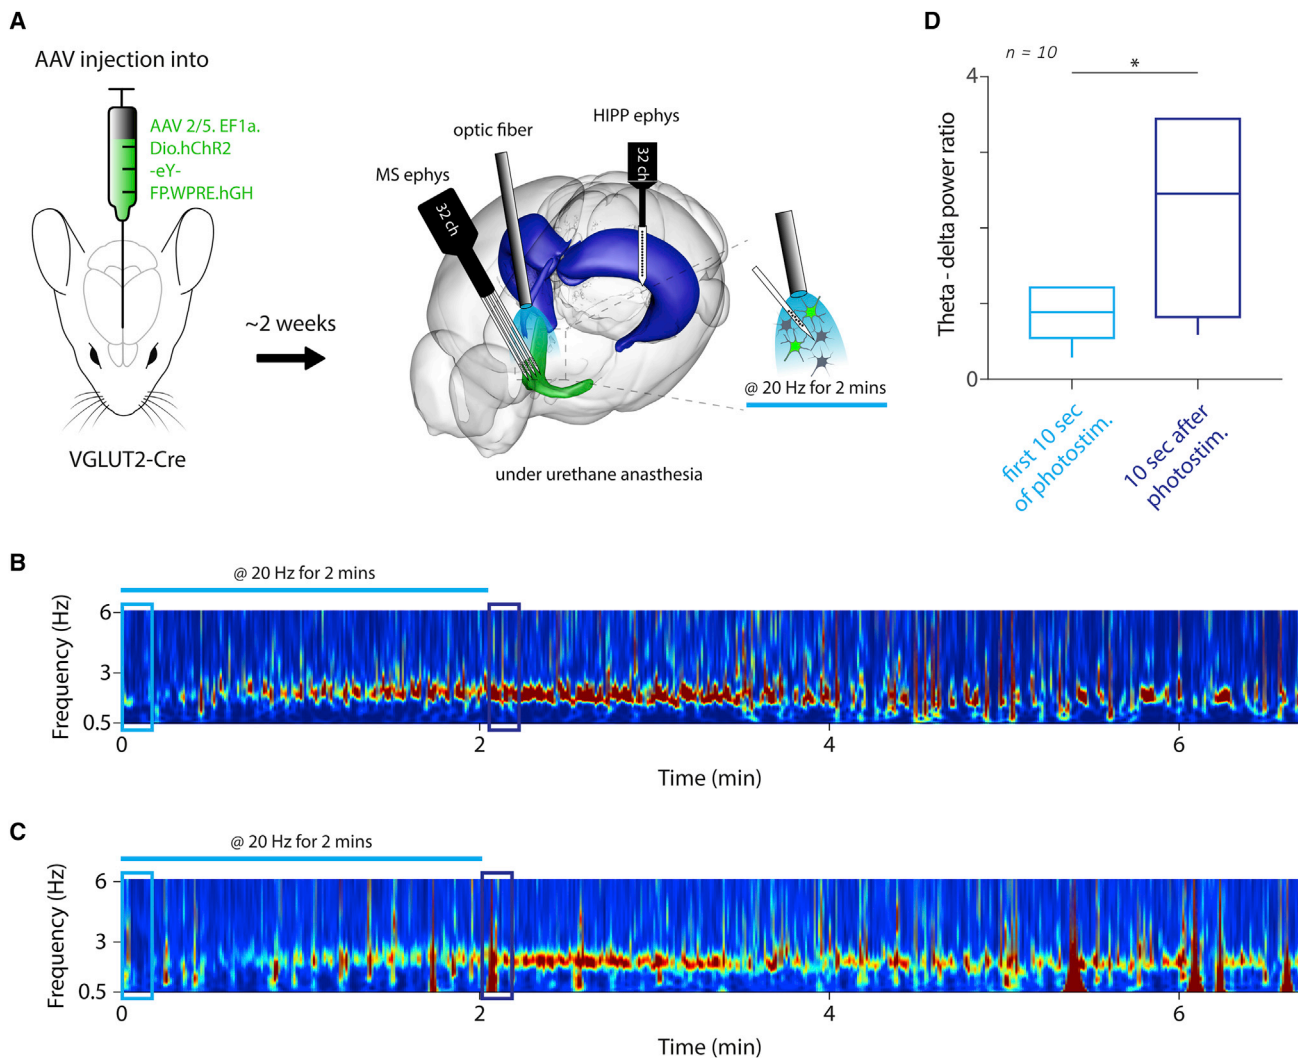 A
AAV injection into
AAV 2/5. EF1a.
Dio.hChR2
-eY-
FP.WPRE.hGH
~2 weeks
VGLUT2-Cre
MS ephys
32 ch
optic fiber
HIPP ephys
32 ch
@ 20 Hz for 2 mins
under urethane anasthesia
D
n = 10
*
4
0
Theta - delta power ratio
first 10 sec
of photostim.
10 sec after
photostim.
B
@ 20 Hz for 2 mins
Frequency (Hz)
6
3
0.5
0
2
4
6
Time (min)
C
@ 20 Hz for 2 mins
Frequency (Hz)
6
3
0.5
0
2
4
6
Time (min)